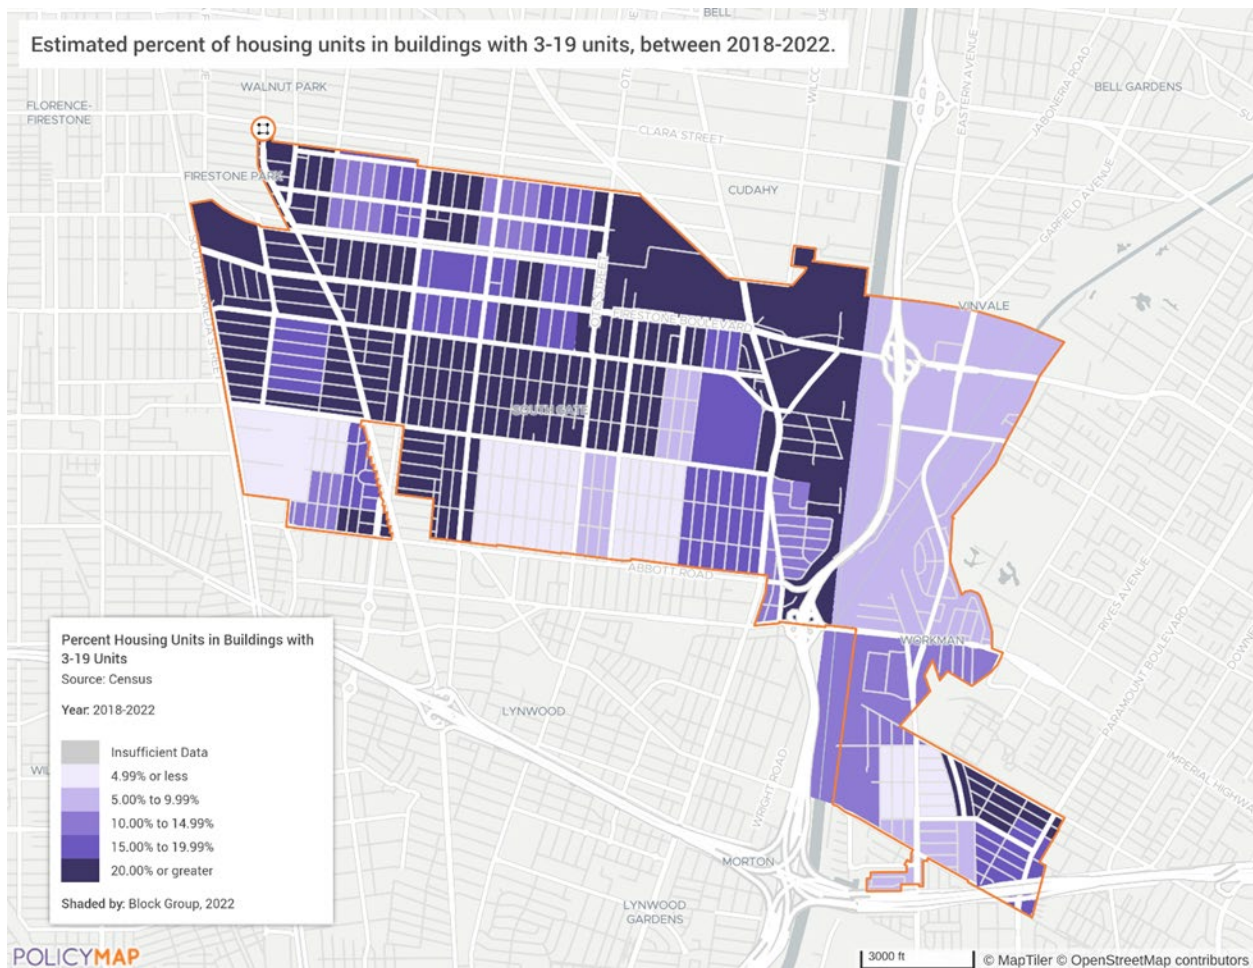 Estimated percent of housing units in buildings with 3-19 units, between 2018-2022.
BELL
WALNUT PARK
BELL GARDENS
FLORENCE-
FIRESTONE
EASTERN AVENUE
JABONERIA ROAD
CLARA STREET
FIRESTONE PARK
CUDAHY
GARFIELD AVENUE
SOUTH ALAMEDA STREET
OTIS STREET
VINVALE
FIRESTONE BOULEVARD
SOUTH GATE
ABBOTT ROAD
RIVES AVENUE
WORKMAN
PARAMOUNT BOULEVARD
Percent Housing Units in Buildings with
3-19 Units
Source: Census
Year: 2018-2022
LYNWOOD
Insufficient Data
4.99% or less
5.00% to 9.99%
10.00% to 14.99%
15.00% to 19.99%
20.00% or greater
Shaded by: Block Group, 2022
WRIGHT ROAD
MORTON
LYNWOOD
GARDENS
POLICYMAP
3000 ft
© MapTiler © OpenStreetMap contributors